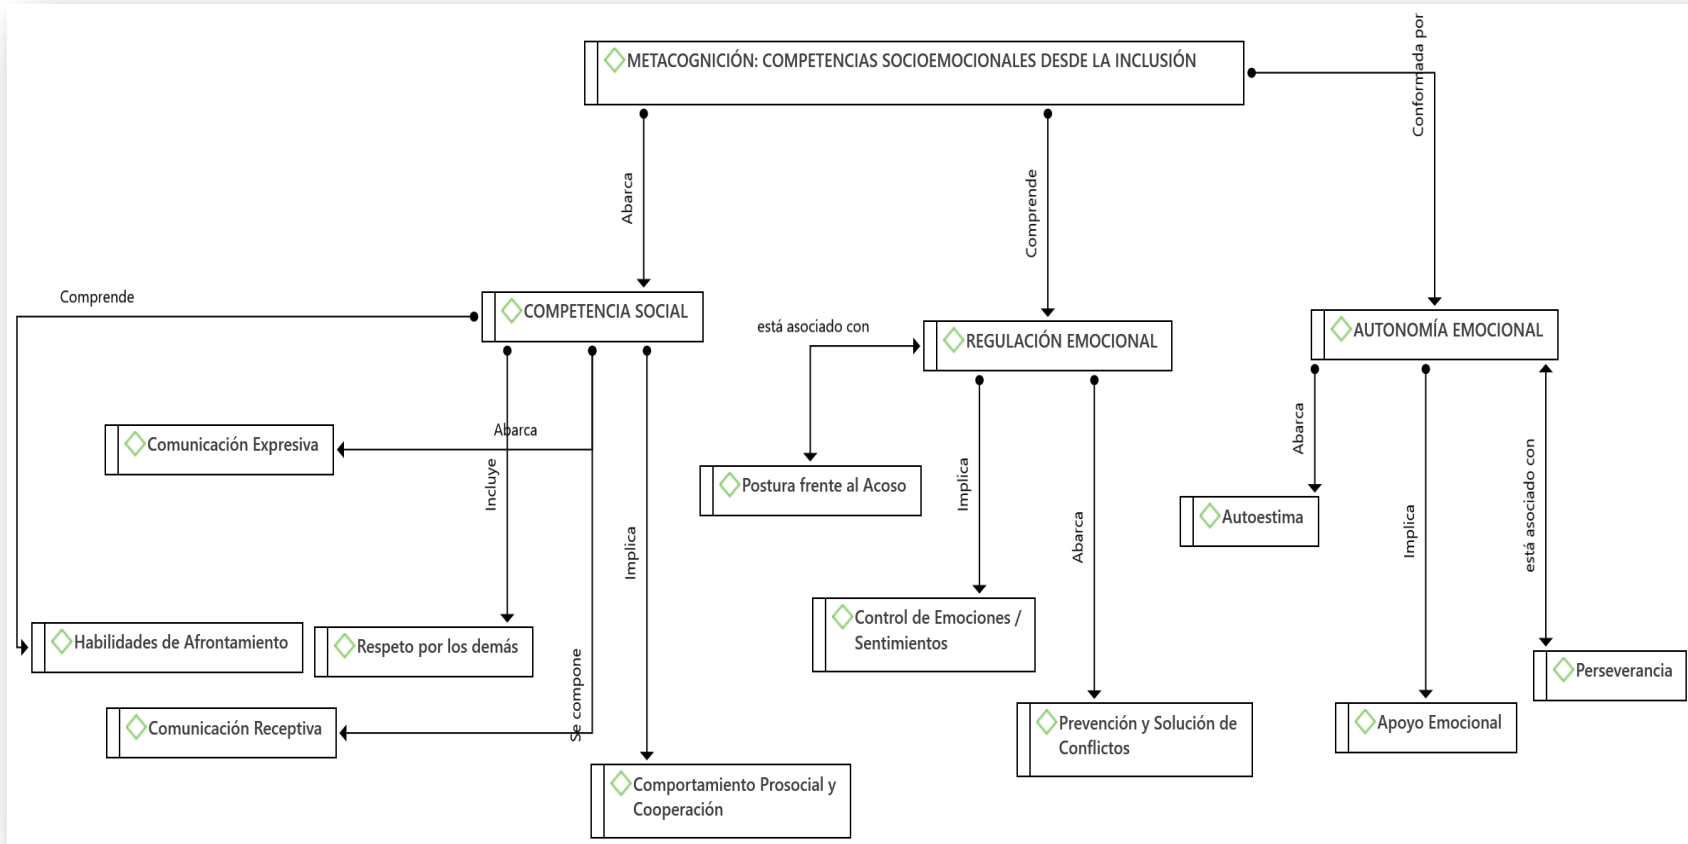 METACOGNICIÓN: COMPETENCIAS SOCIOEMOCIONALES DESDE LA INCLUSIÓN
Conformada por
Abarca
Comprende
Comprende
COMPETENCIA SOCIAL
está asociado con
REGULACIÓN EMOCIONAL
AUTONOMÍA EMOCIONAL
Comunicación Expresiva
Abarca
Incluye
Implica
Postura frente al Acoso
Implica
Abarca
Abarca
Autoestima
Implica
está asociado con
Habilidades de Afrontamiento
Respeto por los demás
Se compone
Control de Emociones /
Sentimientos
Perseverancia
Comunicación Receptiva
Prevención y Solución de
Conflictos
Apoyo Emocional
Comportamiento Prosocial y
Cooperación